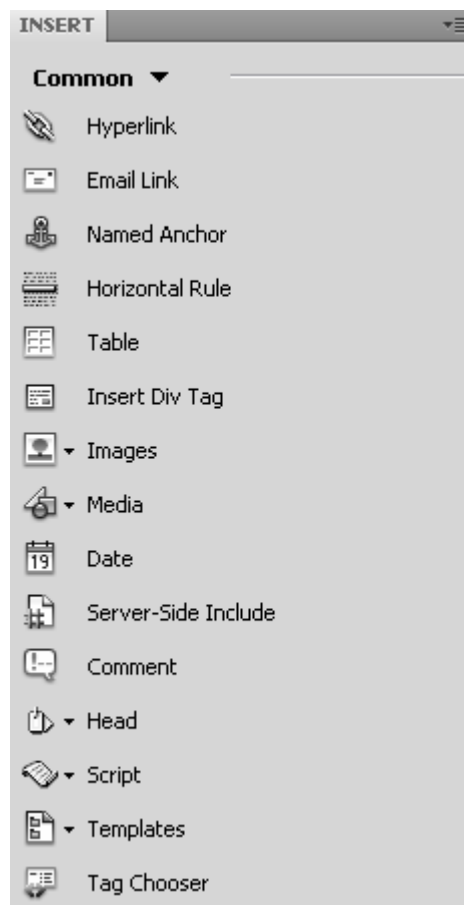 INSERT
Common
Hyperlink
Email Link
Named Anchor
Horizontal Rule
Table
Insert Div Tag
Images
Media
19 Date
Server-Side Include
Comment
Head
Script
Templates
Tag Chooser